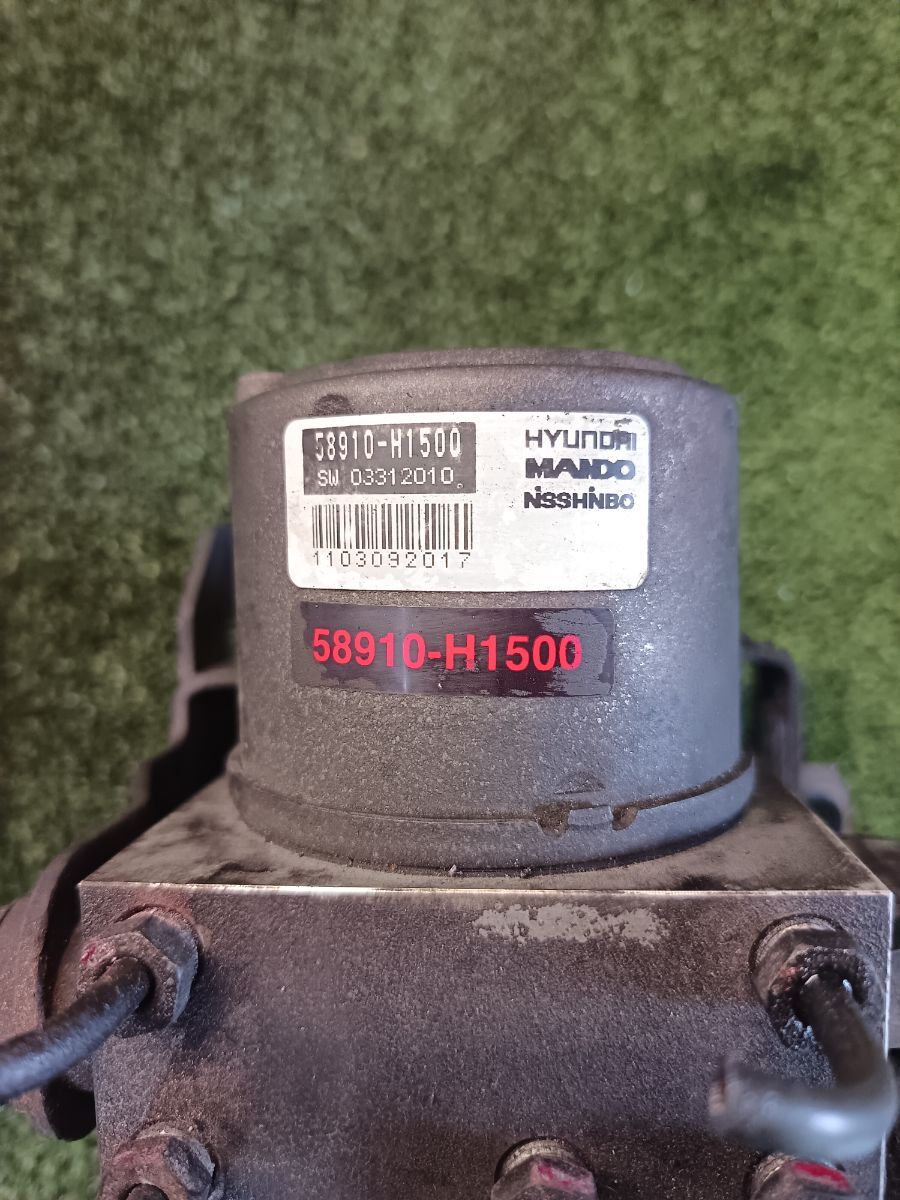 58910-H1500
SW 03312010
1103092017
HYUNDAI
MANDO
NiSSHiNBO
58910-H1500